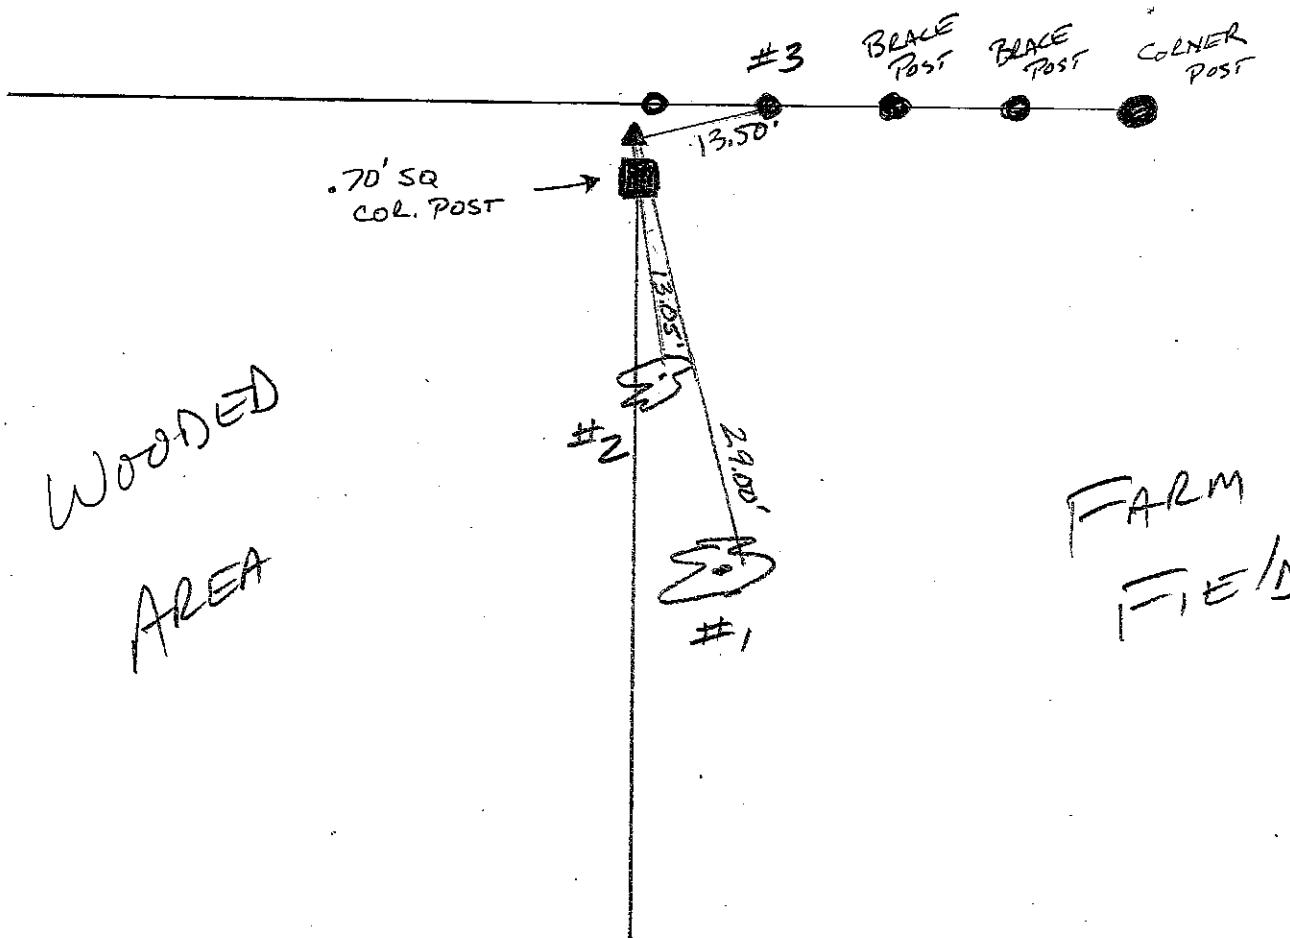 #3
BRACE
POST
BRACE
POST
CORNER
POST
13.50'
.70' SQ
COR. POST
13.05'
#2
29.00'
#1
WOODED
AREA
FARM
FIELD